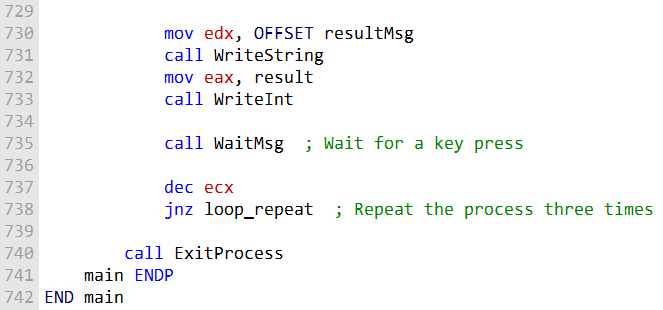 729
730 mov edx, OFFSET resultMsg
731 call WriteString
732 mov eax, result
733 call WriteInt
734
735 call WaitMsg ; Wait for a key press
736
737 dec ecx
738 jnz loop_repeat ; Repeat the process three times
739
740 call ExitProcess
741 main ENDP
742 END main